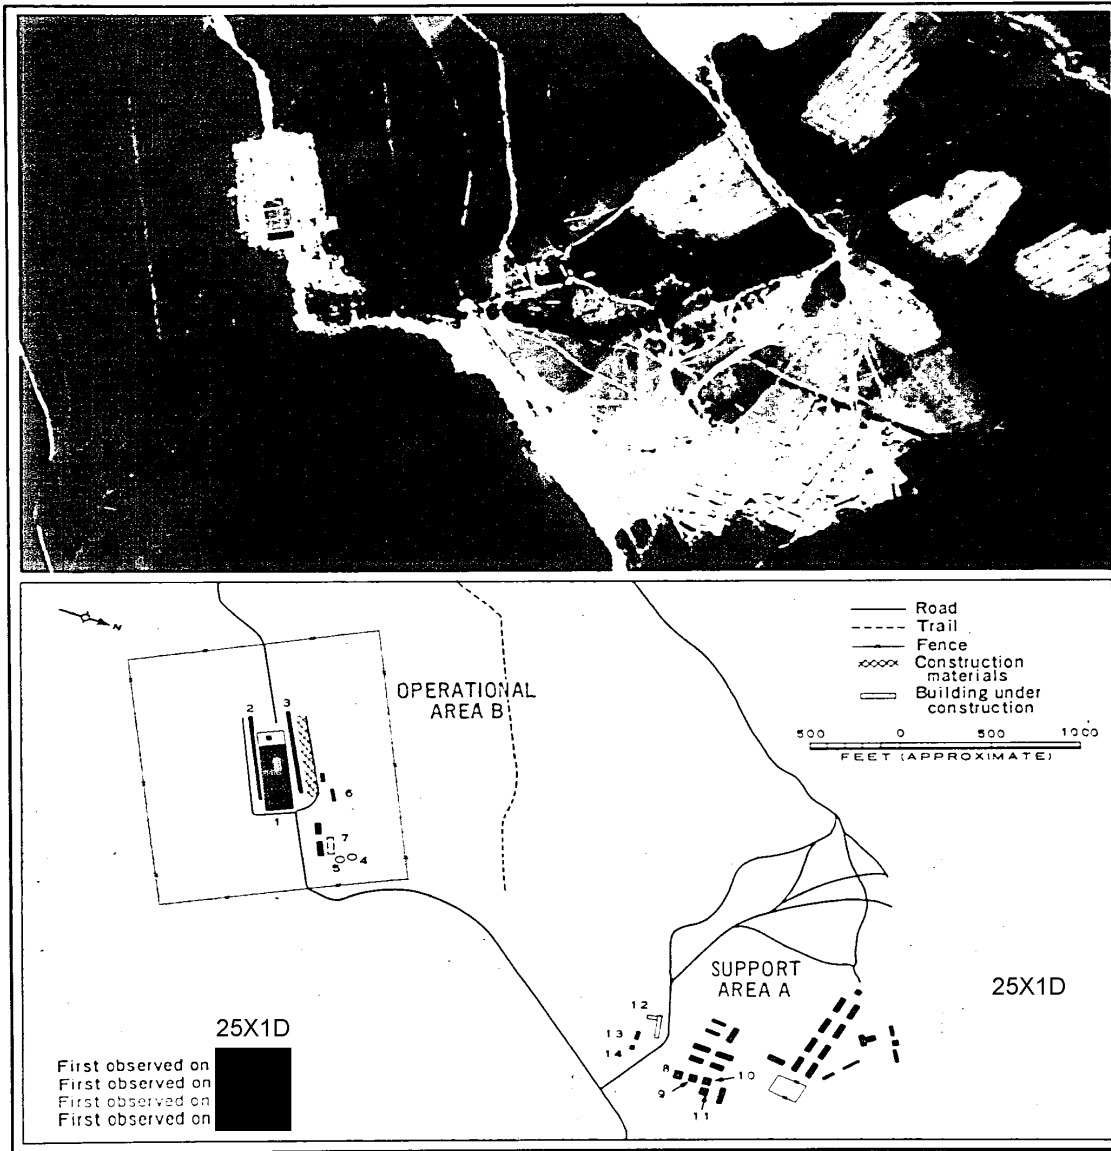 N
OPERATIONAL
AREA B
Road
Trail
Fence
Construction
materials
Building under
construction
500 0 500 1000
FEET (APPROXIMATE)
2
3
1
6
7
5
4
SUPPORT
AREA A
25X1D
12
13
14
8
9
10
11
25X1D
First observed on
First observed on
First observed on
First observed on